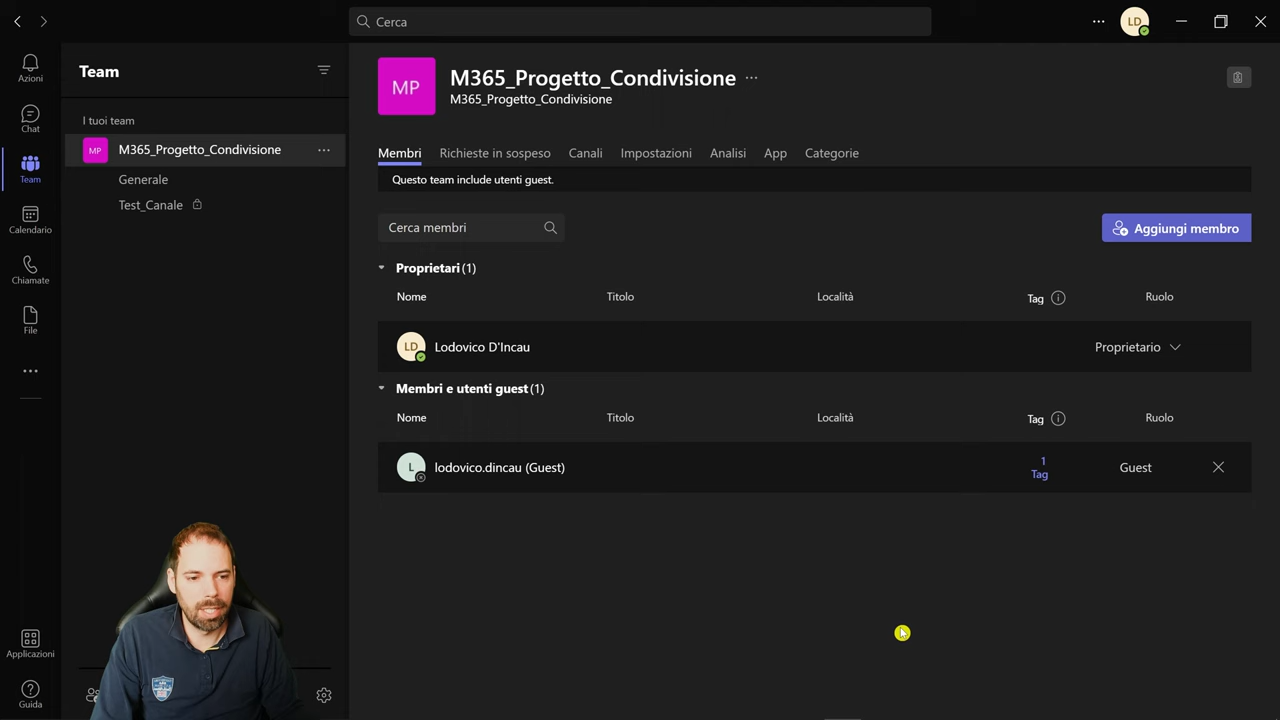 Cerca
LD
Azioni
Chat
Team
Calendario
Chiamate
File
Applicazioni
Guida
Team
I tuoi team
MP M365_Progetto_Condivisione
Generale
Test_Canale
MP
M365_Progetto_Condivisione
M365_Progetto_Condivisione
Membri Richieste in sospeso Canali Impostazioni Analisi App Categorie
Questo team include utenti guest.
Cerca membri
Aggiungi membro
Proprietari (1)
Nome Titolo Località Tag Ruolo
LD Lodovico D'Incau Proprietario
Membri e utenti guest (1)
Nome Titolo Località Tag Ruolo
L lodovico.dincau (Guest) 1 Tag Guest